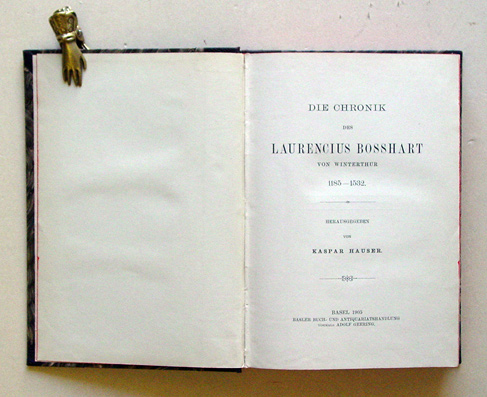 DIE CHRONIK
DES
LAURENCIUS BOSSHART
VON WINTERTHUR
1185—1532.
HERAUSGEGEBEN
VON
KASPAR HAUSER.
BASEL 1905
BASLER BUCH- UND ANTIQUARIATSHANDLUNG
VORMALS ADOLF GEERING.